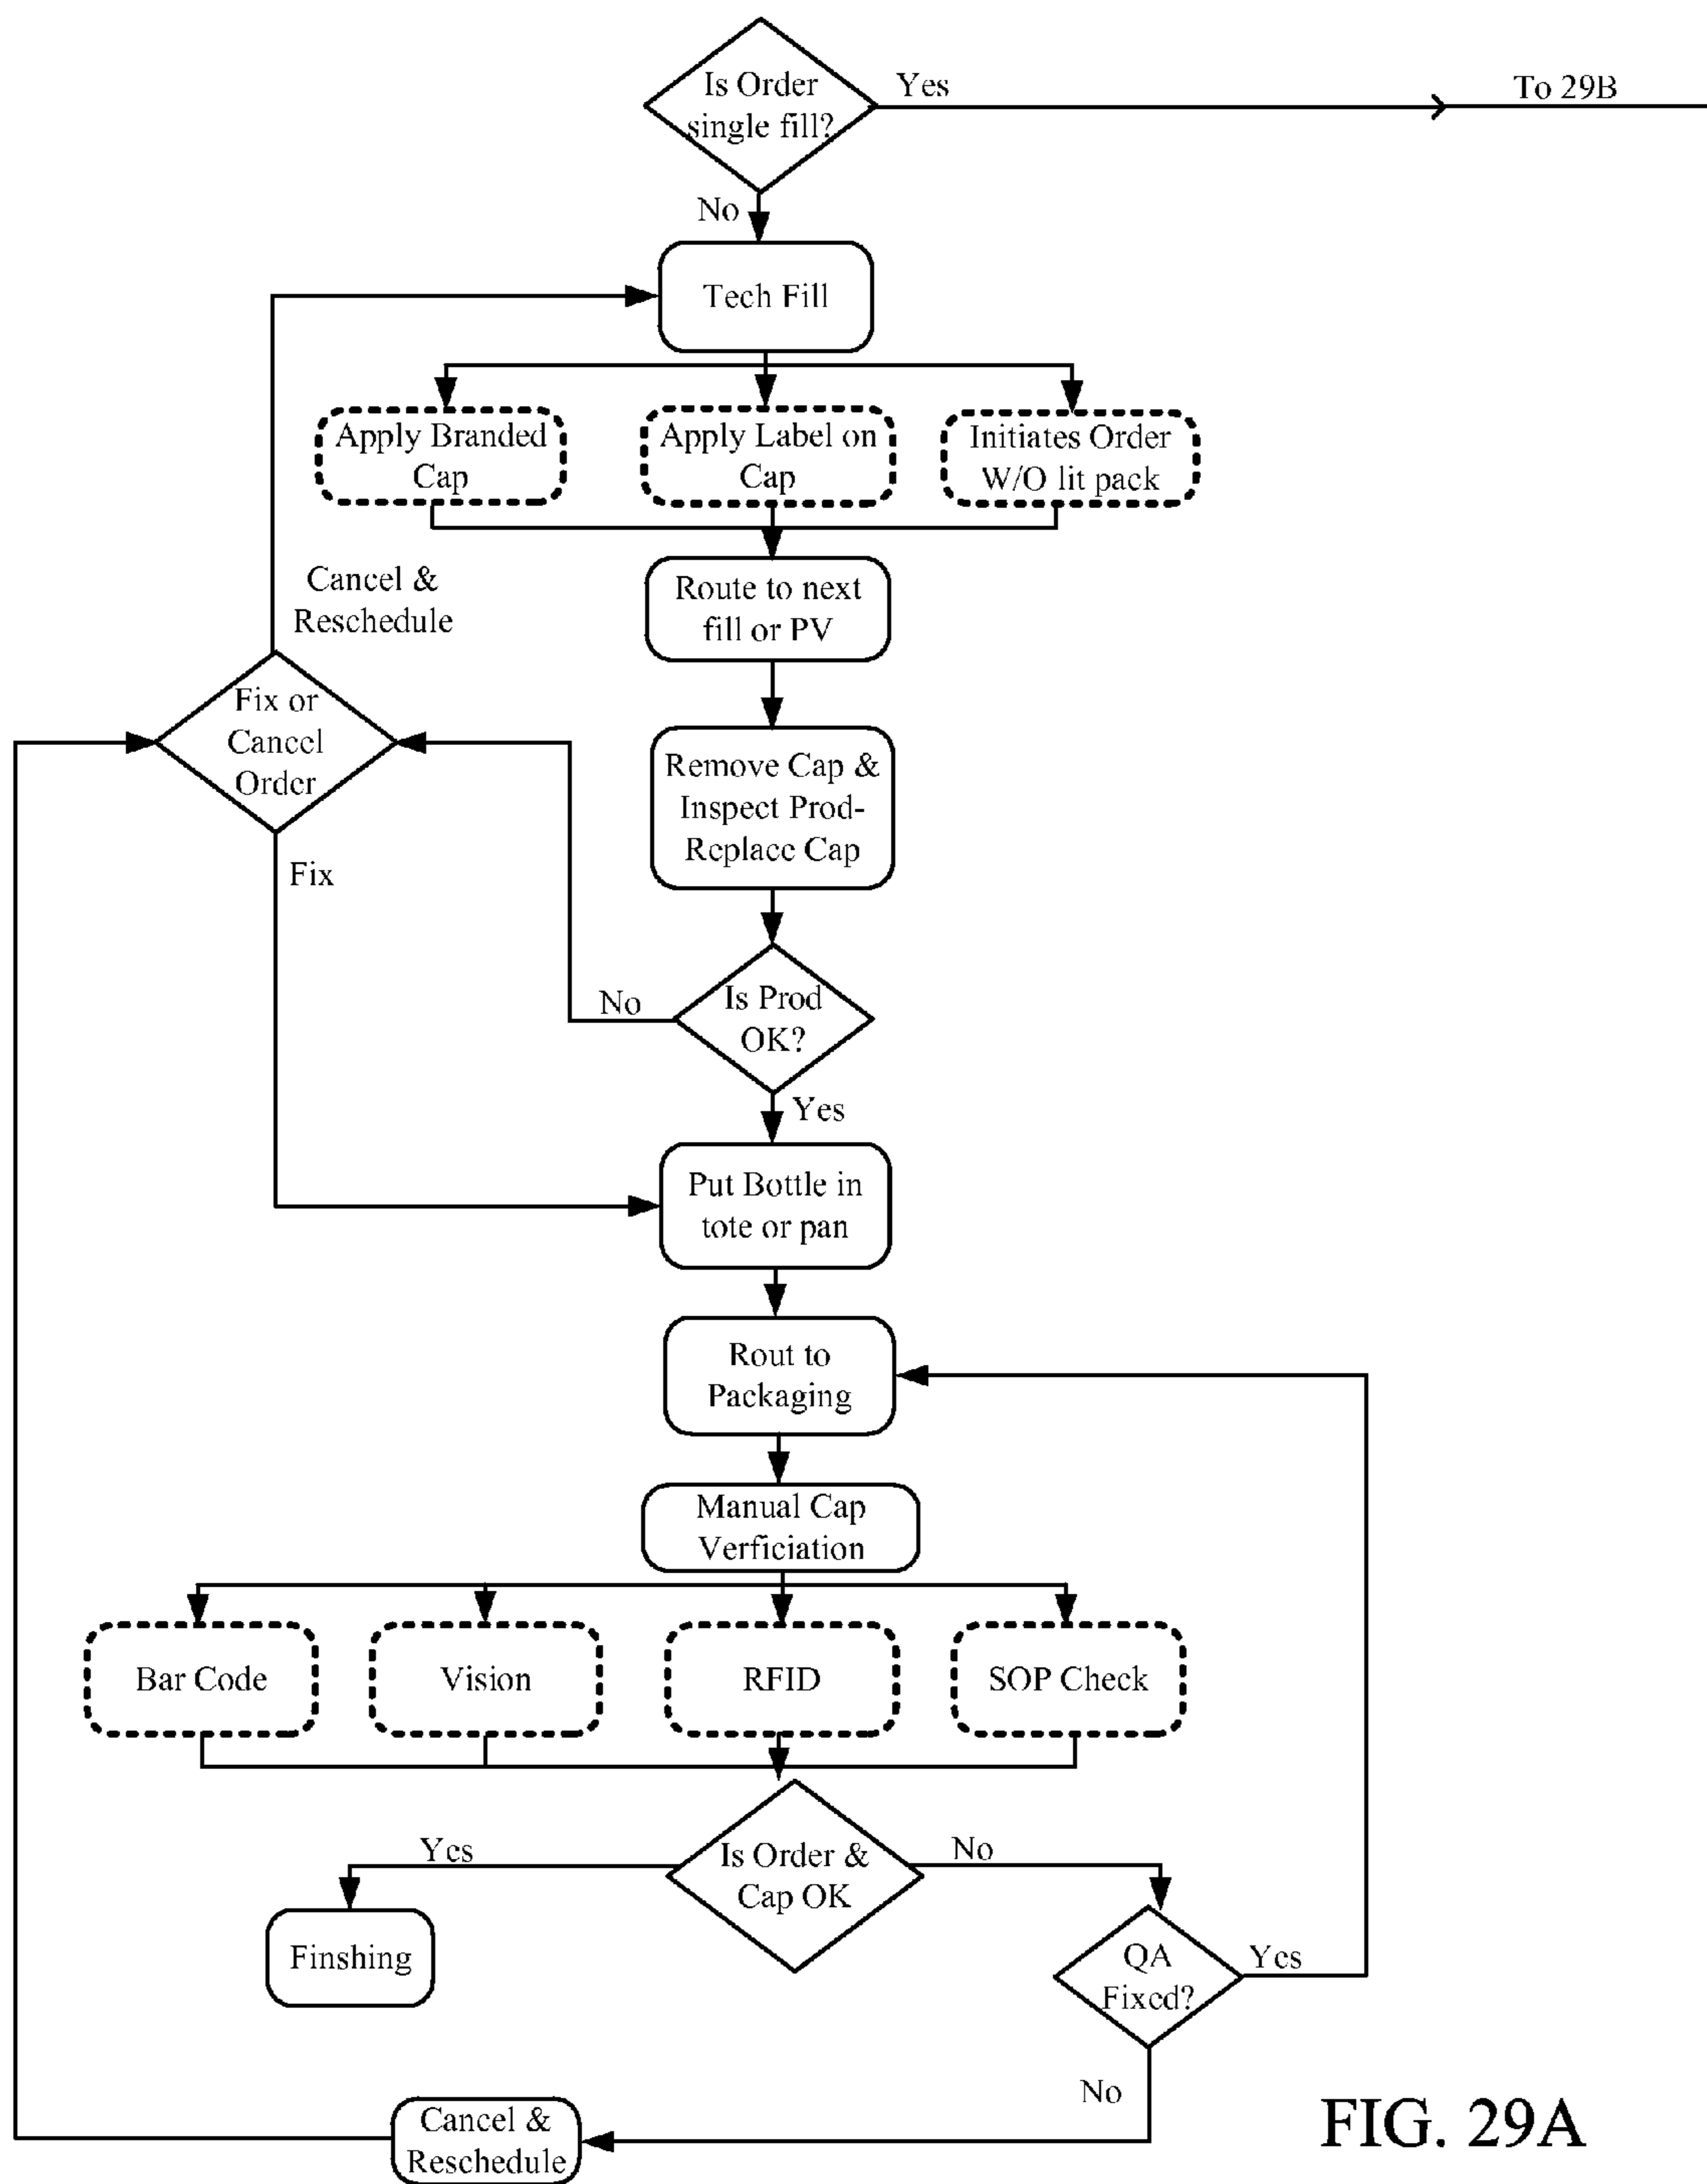 Is Order
single fill?
Yes
To 29B
No
Tech Fill
Apply Branded
Cap
Apply Label on
Cap
Initiates Order
W/O lit pack
Cancel &
Reschedule
Route to next
fill or PV
Fix or
Cancel
Order
Remove Cap &
Inspect Prod-
Replace Cap
Fix
No
Is Prod
OK?
Yes
Put Bottle in
tote or pan
Rout to
Packaging
Manual Cap
Verficiation
Bar Code
Vision
RFID
SOP Check
Yes
Is Order &
Cap OK
No
Finshing
QA
Fixed?
Yes
No
Cancel &
Reschedule
FIG. 29A